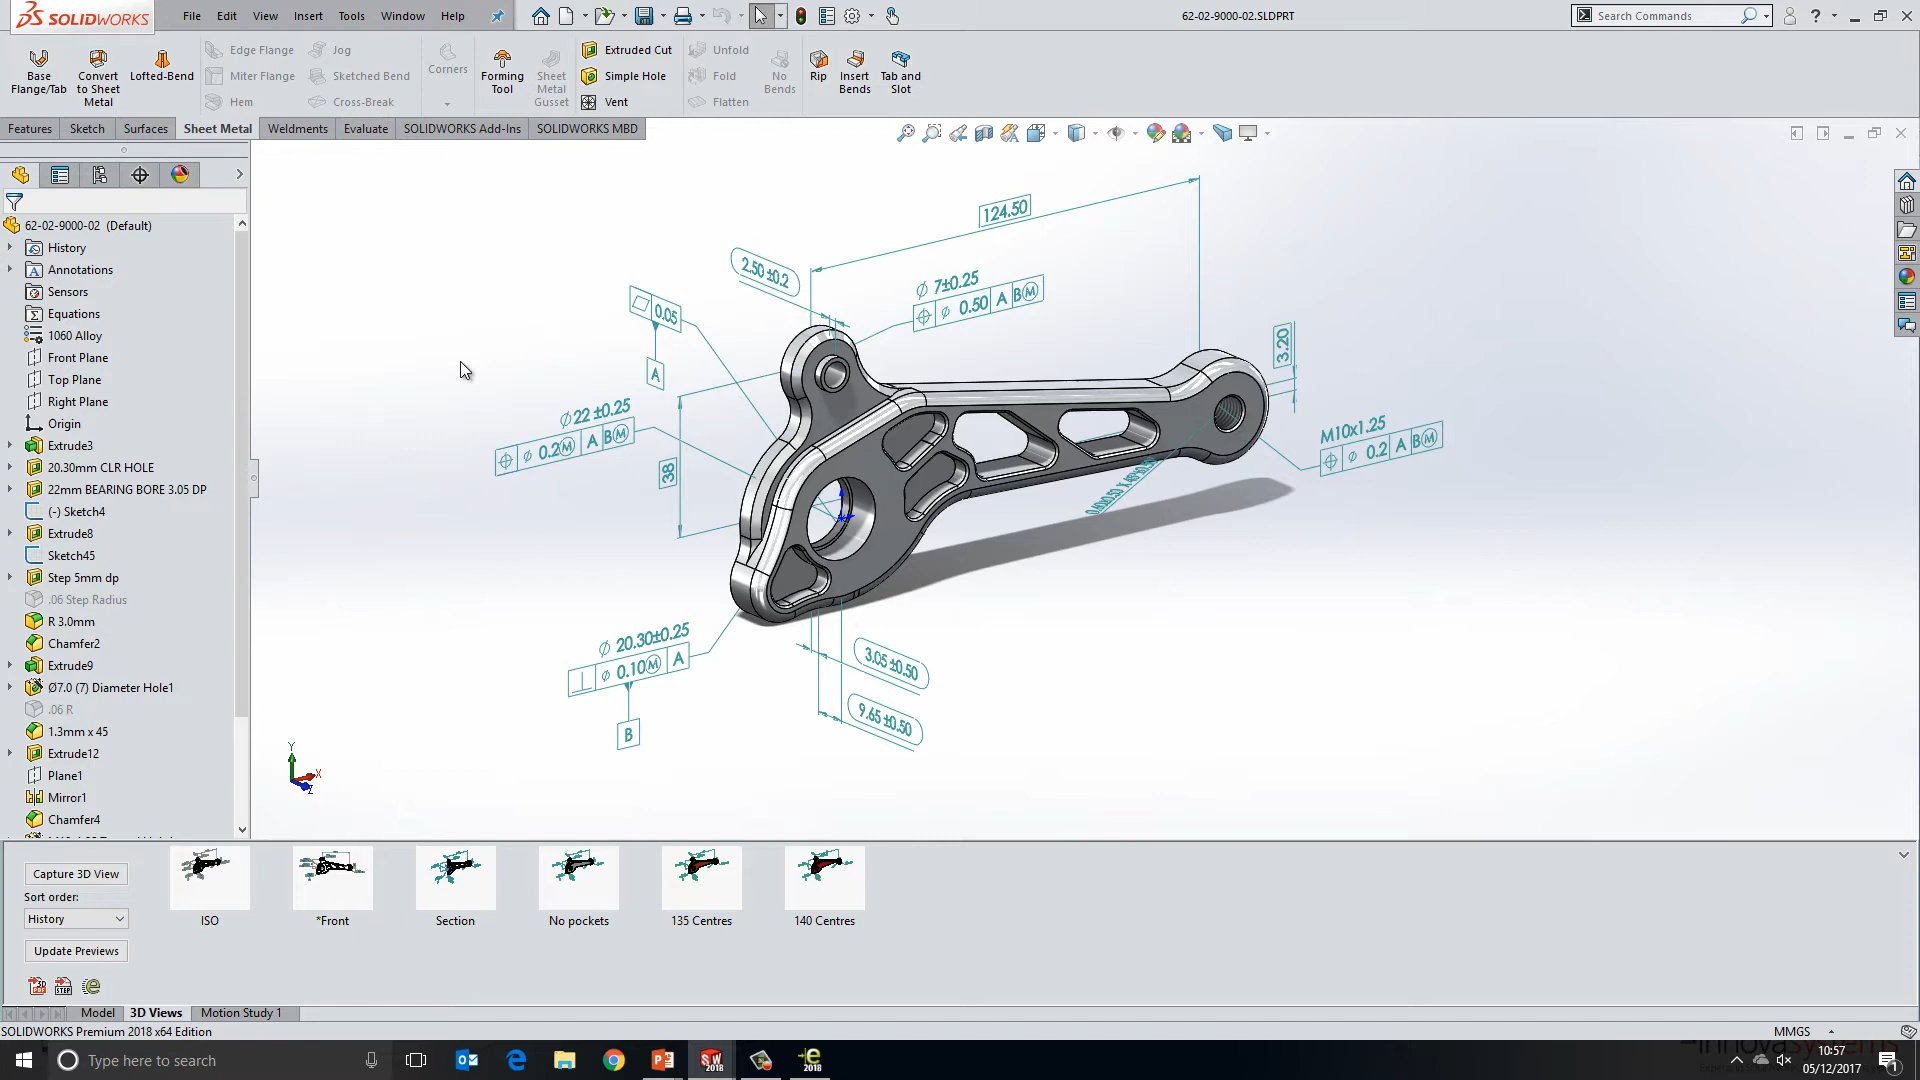 SOLIDWORKS
File Edit View Insert Tools Window Help
62-02-9000-02.SLDPRT
Search Commands
Base Flange/Tab
Convert to Sheet Metal
Lofted-Bend
Edge Flange
Miter Flange
Hem
Jog
Sketched Bend
Cross-Break
Corners
Forming Tool
Sheet Metal Gusset
Extruded Cut
Simple Hole
Vent
Unfold
Fold
Flatten
No Bends
Rip
Insert Bends
Tab and Slot
Features Sketch Surfaces Sheet Metal Weldments Evaluate SOLIDWORKS Add-Ins SOLIDWORKS MBD
62-02-9000-02 (Default)
History
Annotations
Sensors
Equations
1060 Alloy
Front Plane
Top Plane
Right Plane
Origin
Extrude3
20.30mm CLR HOLE
22mm BEARING BORE 3.05 DP
(-) Sketch4
Extrude8
Sketch45
Step 5mm dp
.06 Step Radius
R 3.0mm
Chamfer2
Extrude9
Ø7.0 (7) Diameter Hole1
.06 R
1.3mm x 45
Extrude12
Plane1
Mirror1
Chamfer4
124.50
2.50 ±0.2
Ø 7±0.25
Ø 0.50 A BⓂ
0.05
A
3.20
Ø22 ±0.25
Ø 0.2Ⓜ A BⓂ
38
M10x1.25
Ø 0.2 A BⓂ
Ø 20.30±0.25
Ø 0.10Ⓜ A
B
3.05 ±0.50
9.65 ±0.50
Y
X
Z
Capture 3D View
Sort order:
History
Update Previews
ISO *Front Section No pockets 135 Centres 140 Centres
Model 3D Views Motion Study 1
SOLIDWORKS Premium 2018 x64 Edition
MMGS
Type here to search
10:57
05/12/2017